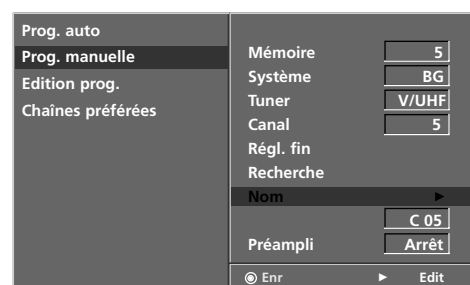 Prog. auto
Prog. manuelle
Edition prog.
Chaînes préférées
Mémoire 5
Système BG
Tuner V/UHF
Canal 5
Régl. fin
Recherche
Nom ►
C 05
Préampli Arrêt
◉ Enr ► Edit